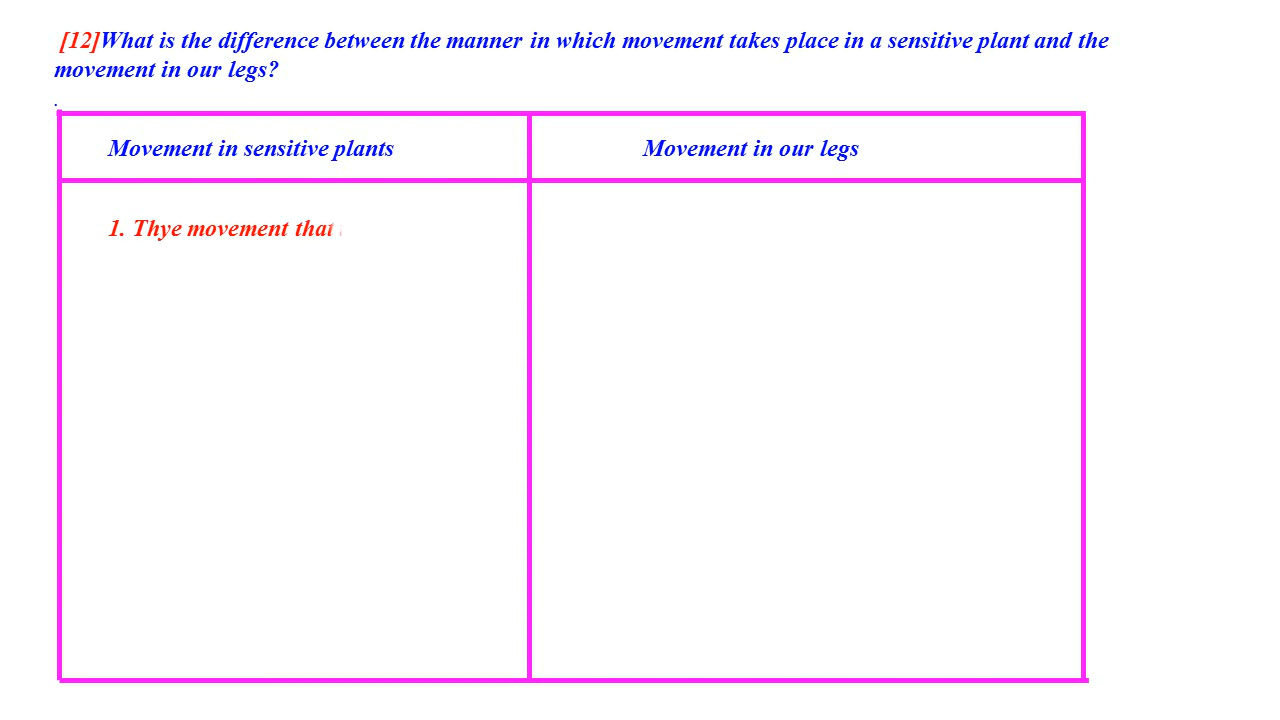 [12]What is the difference between the manner in which movement takes place in a sensitive plant and the
movement in our legs?
.
Movement in sensitive plants
Movement in our legs
1. Thye movement that